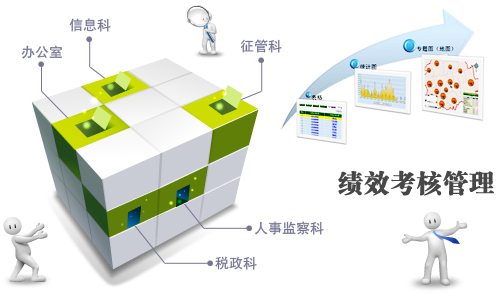 信息科
办公室
征管科
专题图（地图）
统计图
表格
绩效考核管理
人事监察科
税政科